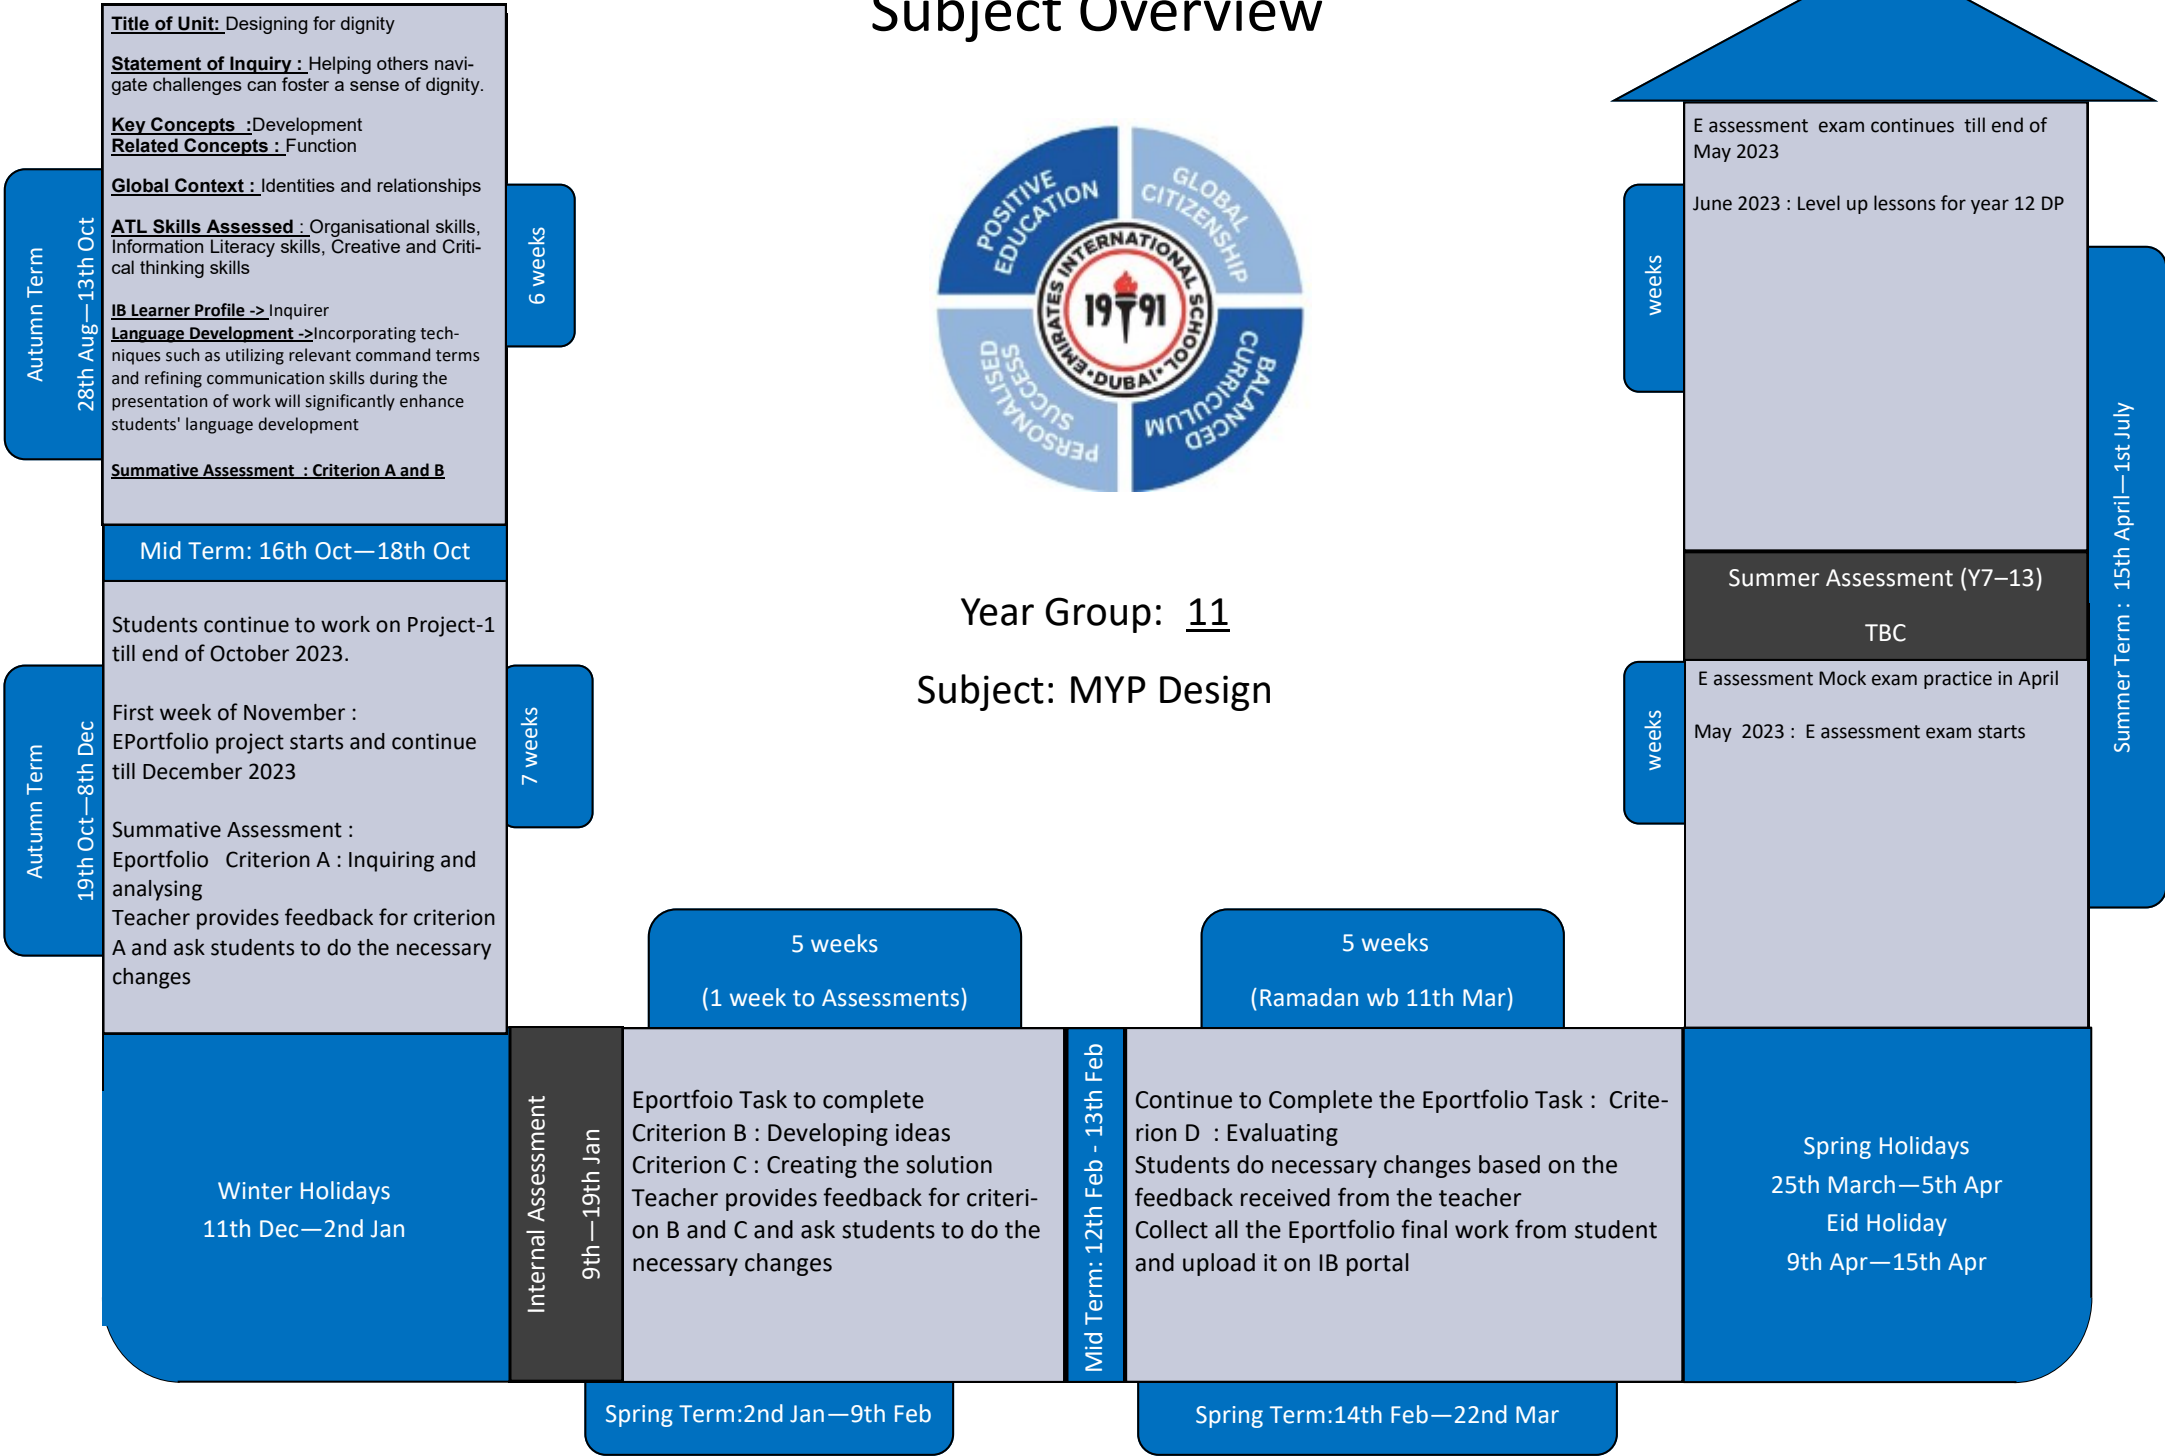 Subject Overview
Title of Unit: Designing for dignity
Statement of Inquiry : Helping others navi-
gate challenges can foster a sense of dignity.
Key Concepts :Development
Related Concepts : Function
Global Context : Identities and relationships
ATL Skills Assessed : Organisational skills,
Information Literacy skills, Creative and Criti-
cal thinking skills
IB Learner Profile -> Inquirer
Language Development ->Incorporating tech-
niques such as utilizing relevant command terms
and refining communication skills during the
presentation of work will significantly enhance
students' language development
Summative Assessment : Criterion A and B
Autumn Term
28th Aug—13th Oct
6 weeks
Mid Term: 16th Oct—18th Oct
Students continue to work on Project-1
till end of October 2023.
First week of November :
EPortfolio project starts and continue
till December 2023
Summative Assessment :
Eportfolio Criterion A : Inquiring and
analysing
Teacher provides feedback for criterion
A and ask students to do the necessary
changes
Autumn Term
19th Oct—8th Dec
7 weeks
Winter Holidays
11th Dec—2nd Jan
Internal Assessment
9th—19th Jan
5 weeks
(1 week to Assessments)
Eportfoio Task to complete
Criterion B : Developing ideas
Criterion C : Creating the solution
Teacher provides feedback for criteri-
on B and C and ask students to do the
necessary changes
Spring Term:2nd Jan—9th Feb
Mid Term: 12th Feb - 13th Feb
5 weeks
(Ramadan wb 11th Mar)
Continue to Complete the Eportfolio Task : Crite-
rion D : Evaluating
Students do necessary changes based on the
feedback received from the teacher
Collect all the Eportfolio final work from student
and upload it on IB portal
Spring Term:14th Feb—22nd Mar
Spring Holidays
25th March—5th Apr
Eid Holiday
9th Apr—15th Apr
E assessment Mock exam practice in April
May 2023 : E assessment exam starts
weeks
Summer Assessment (Y7–13)
TBC
E assessment exam continues till end of
May 2023
June 2023 : Level up lessons for year 12 DP
weeks
Summer Term : 15th April—1st July
POSITIVE
EDUCATION
GLOBAL
CITIZENSHIP
PERSONALISED
SUCCESS
BALANCED
CURRICULUM
EMIRATES INTERNATIONAL SCHOOL
•DUBAI•
1991
Year Group: 11
Subject: MYP Design